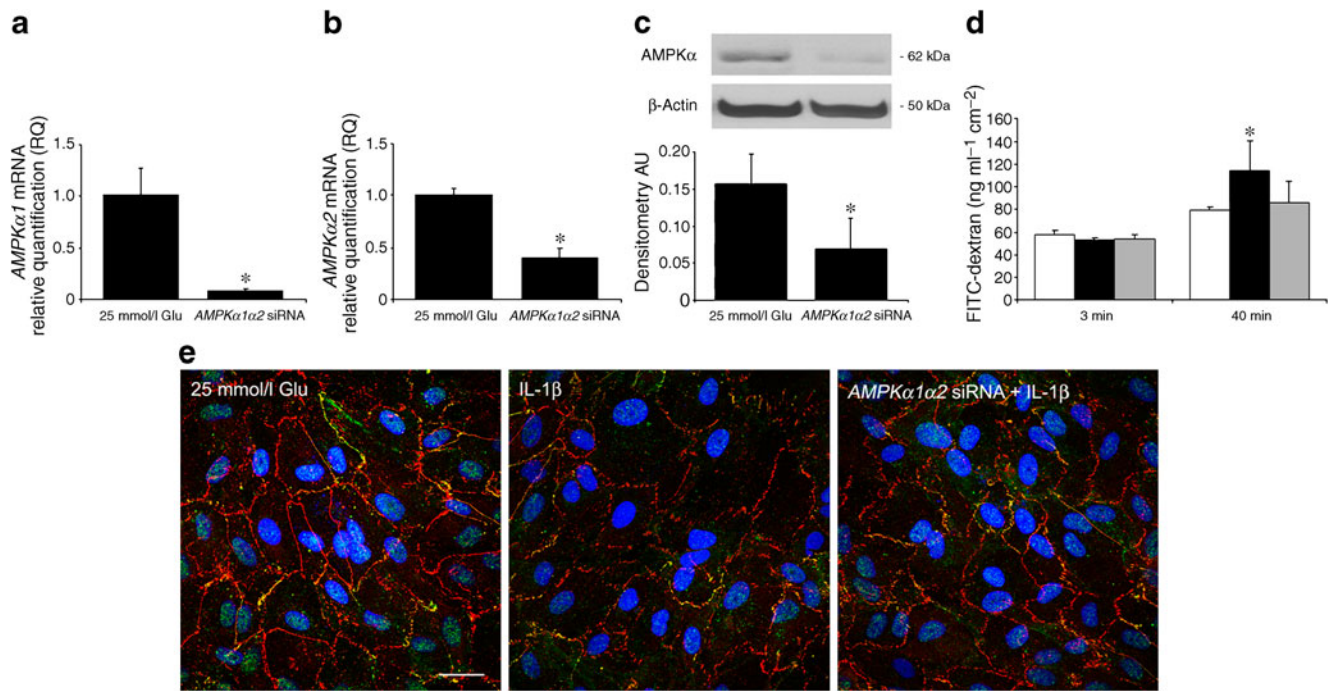 a
AMPKα1 mRNA
relative quantification (RQ)
1.5
1.0
0.5
0
*
25 mmol/l Glu
AMPKα1α2 siRNA
b
AMPKα2 mRNA
relative quantification (RQ)
1.5
1.0
0.5
0
*
25 mmol/l Glu
AMPKα1α2 siRNA
c
AMPKα
- 62 kDa
β-Actin
- 50 kDa
Densitometry AU
0.20
0.15
0.10
0.05
0
*
25 mmol/l Glu
AMPKα1α2 siRNA
d
FITC-dextran (ng ml⁻¹ cm⁻²)
160
140
120
100
80
60
40
20
0
*
3 min
40 min
e
25 mmol/l Glu
IL-1β
AMPKα1α2 siRNA + IL-1β